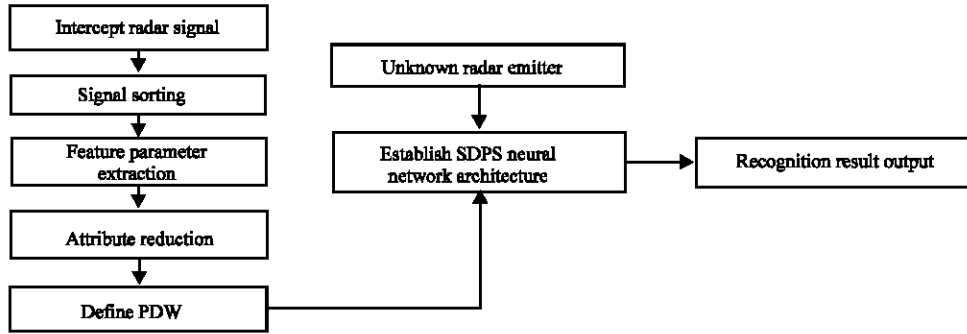 Intercept radar signal
Signal sorting
Feature parameter
extraction
Attribute reduction
Define PDW
Unknown radar emitter
Establish SDPS neural
network architecture
Recognition result output